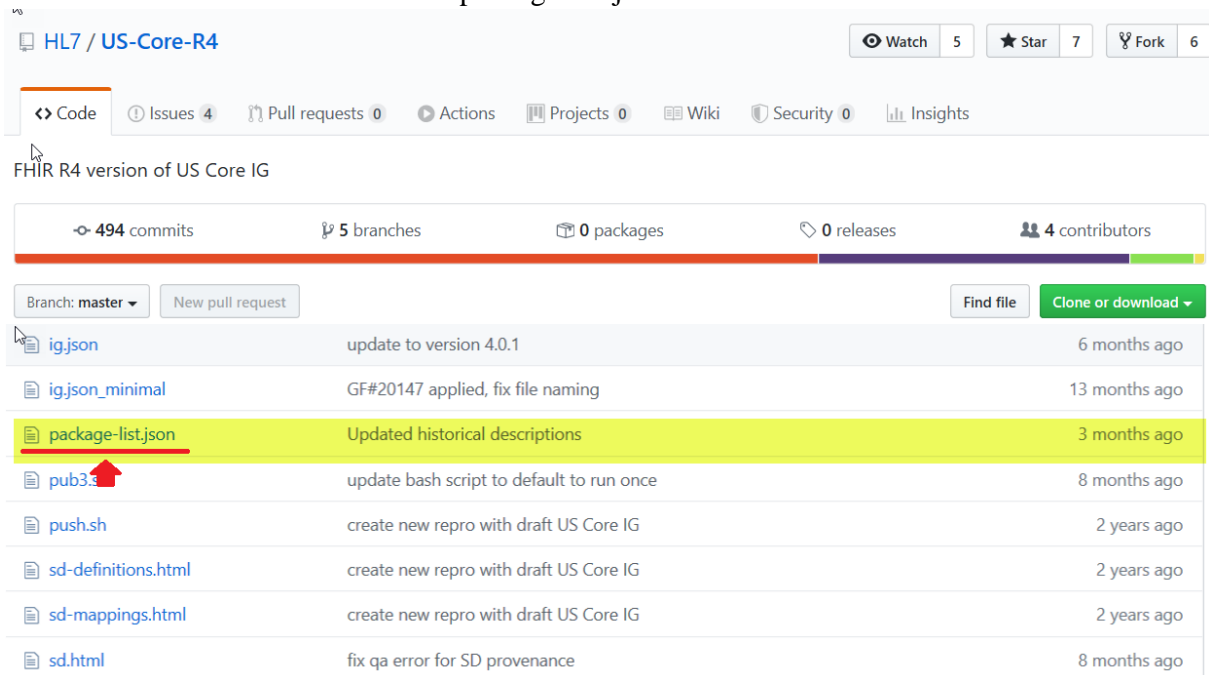 HL7 / US-Core-R4
Watch 5 Star 7 Fork 6
Code Issues 4 Pull requests 0 Actions Projects 0 Wiki Security 0 Insights
FHIR R4 version of US Core IG
494 commits 5 branches 0 packages 0 releases 4 contributors
Branch: master New pull request Find file Clone or download
ig.json update to version 4.0.1 6 months ago
ig.json_minimal GF#20147 applied, fix file naming 13 months ago
package-list.json Updated historical descriptions 3 months ago
pub3.s update bash script to default to run once 8 months ago
push.sh create new repro with draft US Core IG 2 years ago
sd-definitions.html create new repro with draft US Core IG 2 years ago
sd-mappings.html create new repro with draft US Core IG 2 years ago
sd.html fix qa error for SD provenance 8 months ago